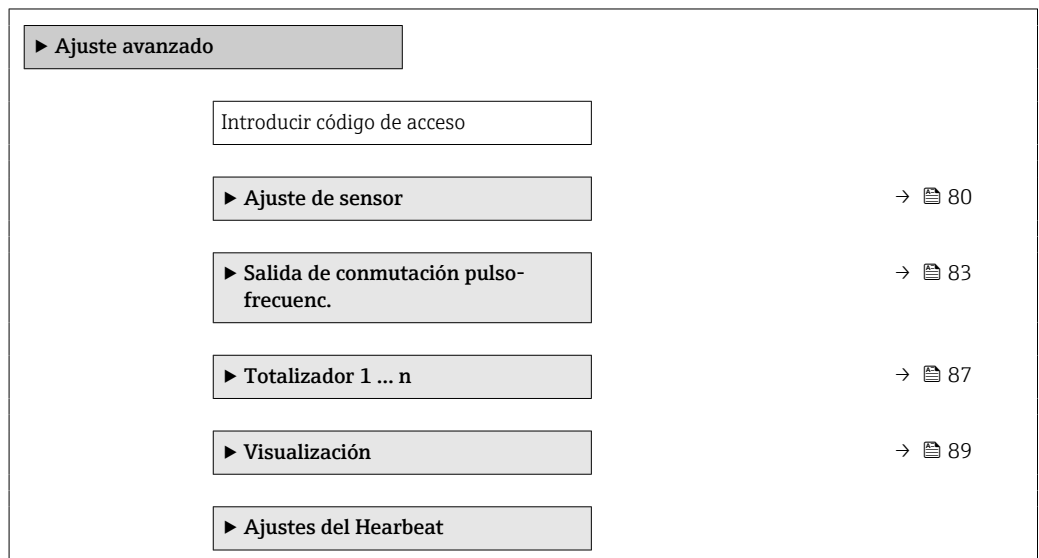 ▶ Ajuste avanzado
Introducir código de acceso
▶ Ajuste de sensor → 80
▶ Salida de conmutación pulso-
frecuenc. → 83
▶ Totalizador 1 … n → 87
▶ Visualización → 89
▶ Ajustes del Hearbeat